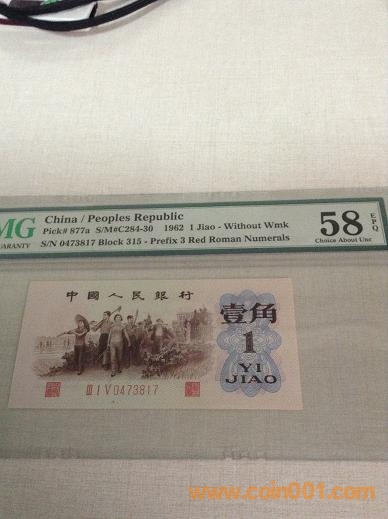 MG
WARRANTY
China / Peoples Republic
Pick# 877a S/M#C284-30 1962 1 Jiao - Without Wmk
S/N 0473817 Block 315 - Prefix 3 Red Roman Numerals
58 EPQ
Choice About Unc
中國人民銀行
壹角
1
YI
JIAO
III I V 0473817
www.coin001.com